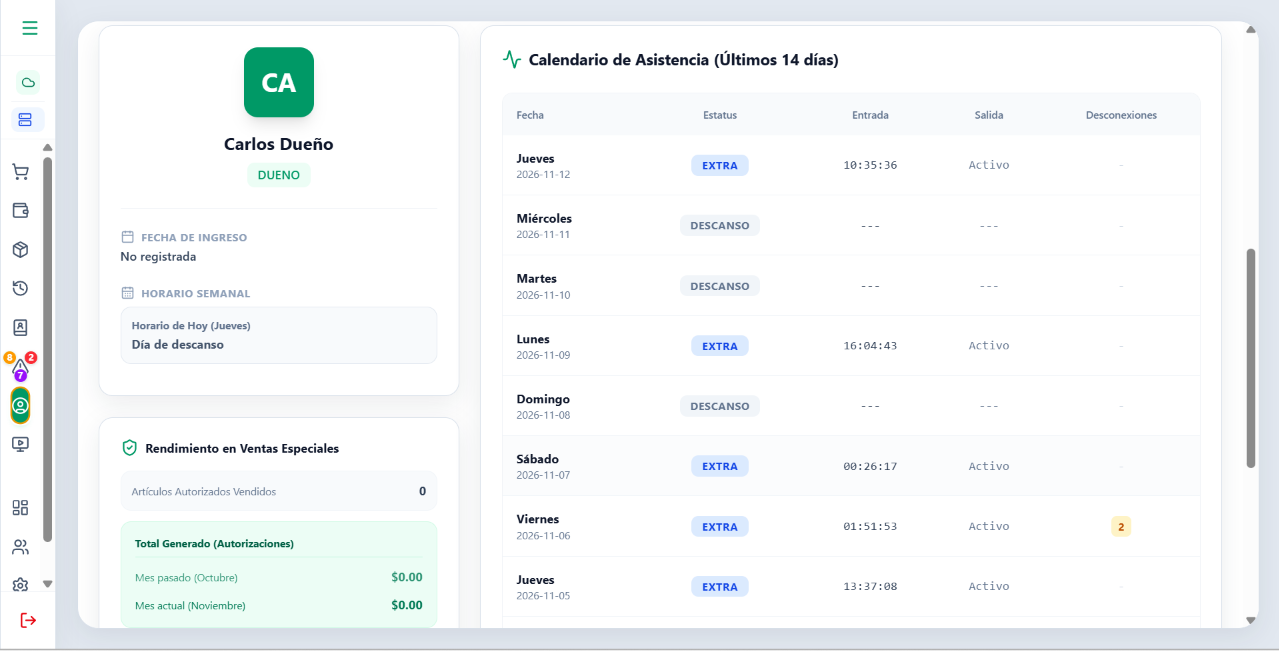 8
2
7
CA
Carlos Dueño
DUENO
FECHA DE INGRESO
No registrada
HORARIO SEMANAL
Horario de Hoy (Jueves)
Día de descanso
Rendimiento en Ventas Especiales
Artículos Autorizados Vendidos 0
Total Generado (Autorizaciones)
Mes pasado (Octubre) $0.00
Mes actual (Noviembre) $0.00
Calendario de Asistencia (Últimos 14 días)
Fecha Estatus Entrada Salida Desconexiones
Jueves
2026-11-12 EXTRA 10:35:36 Activo -
Miércoles
2026-11-11 DESCANSO --- --- -
Martes
2026-11-10 DESCANSO --- --- -
Lunes
2026-11-09 EXTRA 16:04:43 Activo -
Domingo
2026-11-08 DESCANSO --- --- -
Sábado
2026-11-07 EXTRA 00:26:17 Activo -
Viernes
2026-11-06 EXTRA 01:51:53 Activo 2
Jueves
2026-11-05 EXTRA 13:37:08 Activo -